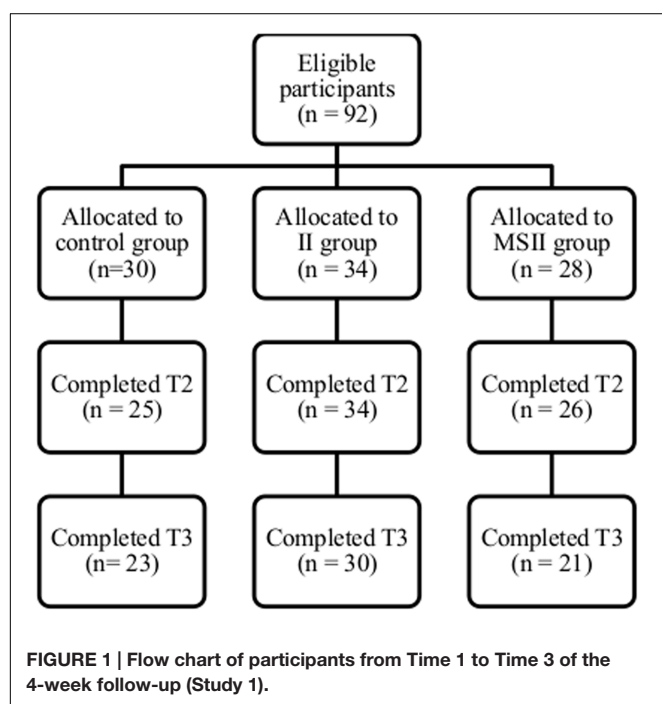 Eligible
participants
(n = 92)
Allocated to
control group
(n=30)
Allocated to
II group
(n = 34)
Allocated to
MSII group
(n = 28)
Completed T2
(n = 25)
Completed T2
(n = 34)
Completed T2
(n = 26)
Completed T3
(n= 23)
Completed T3
(n = 30)
Completed T3
(n = 21)
FIGURE 1 | Flow chart of participants from Time 1 to Time 3 of the
4-week follow-up (Study 1).